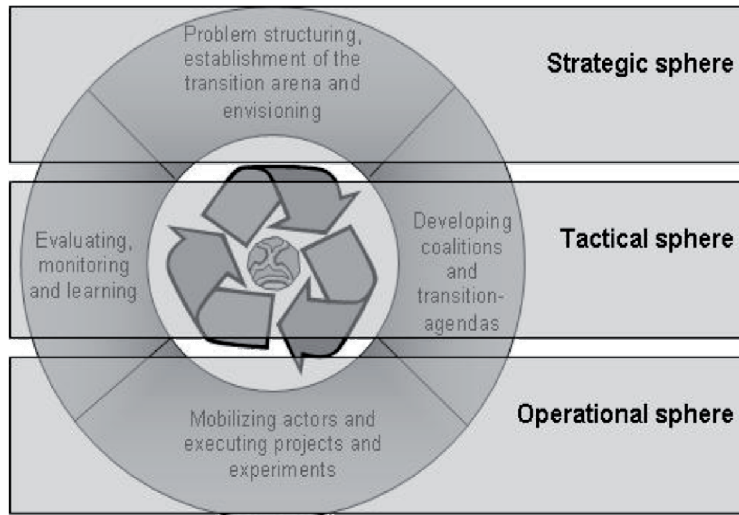 Problem structuring,
establishment of the
transition arena and
envisioning
Strategic sphere
Evaluating,
monitoring
and learning
Developing
coalitions
and
transition-
agendas
Tactical sphere
Mobilizing actors and
executing projects and
experiments
Operational sphere